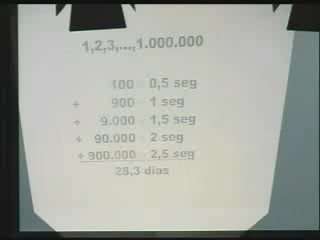 1,2,3,...,1.000.000
100 - 0,5 seg
+ 900 - 1 seg
+ 9.000 - 1,5 seg
+ 90.000 - 2 seg
+ 900.000 - 2,5 seg
28,3 dias